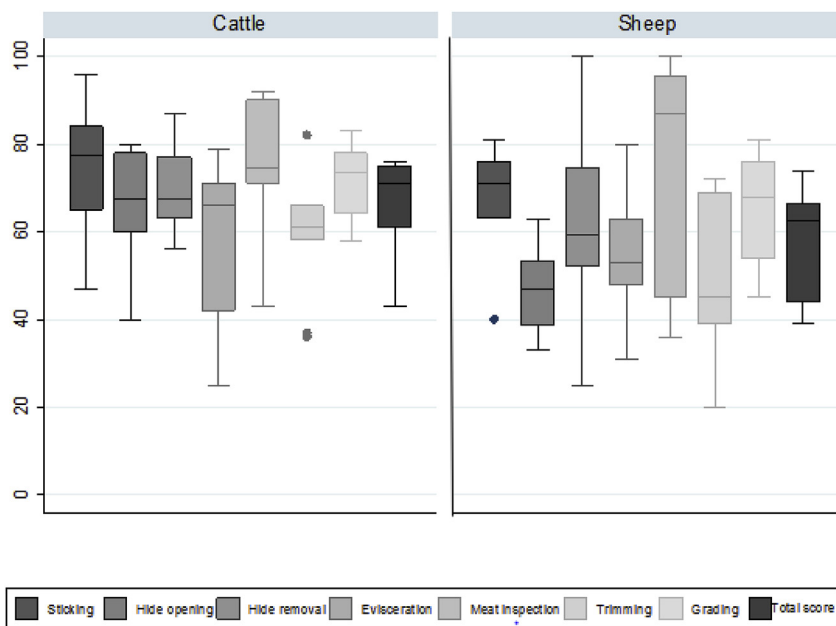 Cattle
Sheep
100
80
60
40
20
0
Sticking Hide opening Hide removal Evisceration Meat inspection Trimming Grading Total score